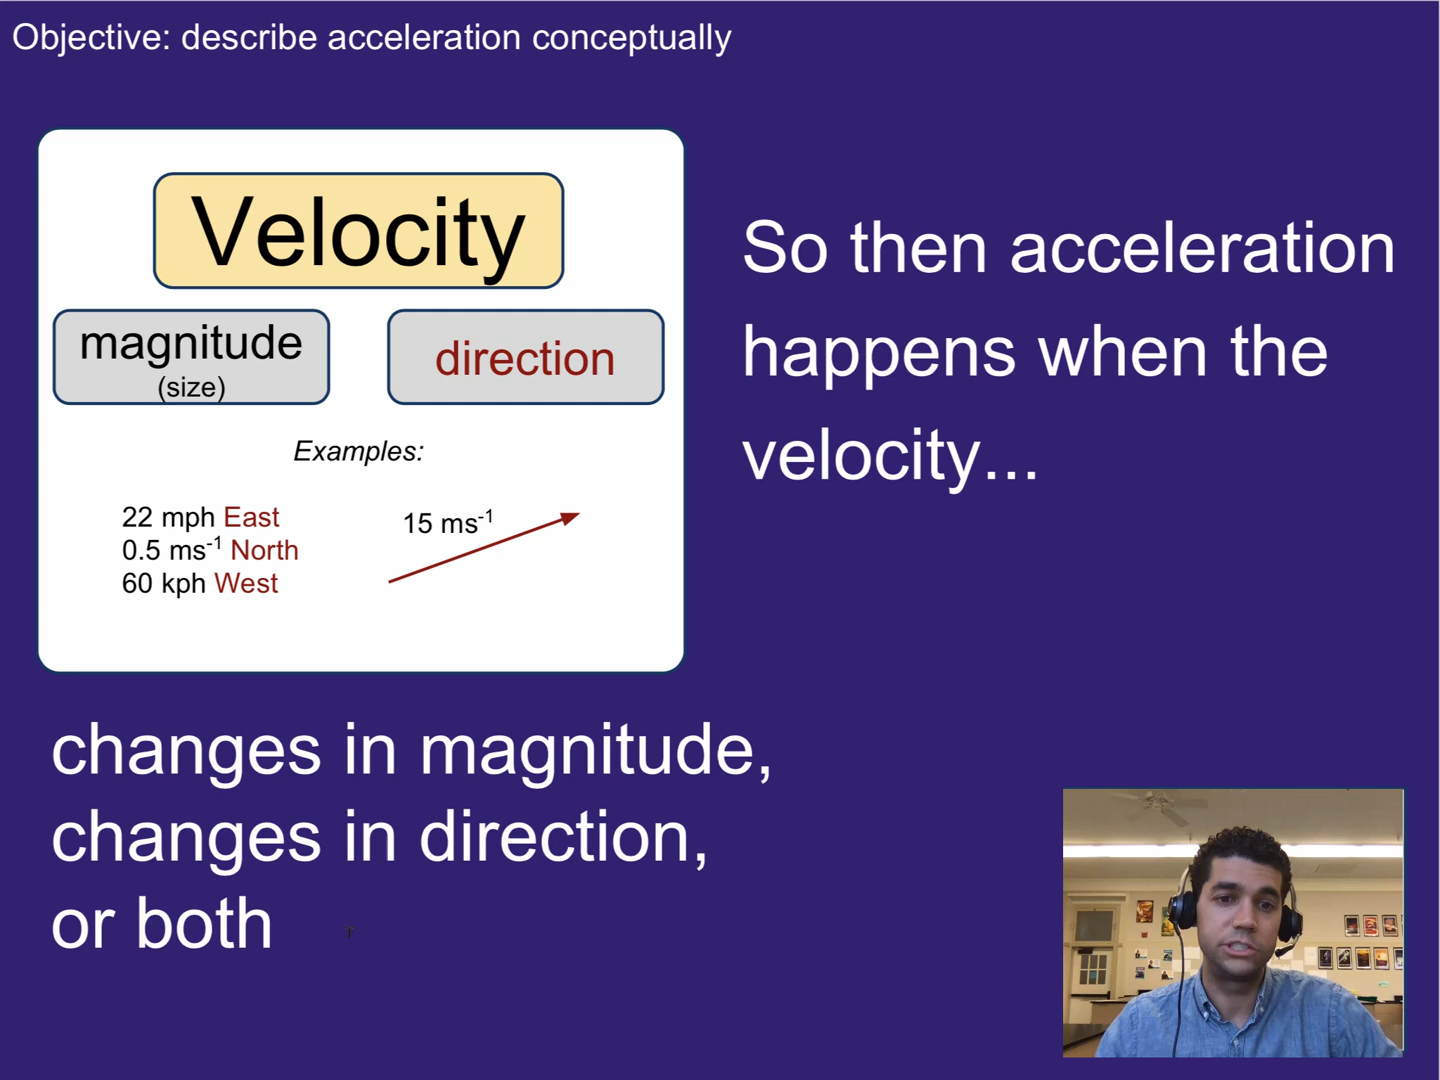 Objective: describe acceleration conceptually
Velocity
magnitude
(size)
direction
Examples:
22 mph East
0.5 ms⁻¹ North
60 kph West
15 ms⁻¹
So then acceleration
happens when the
velocity...
changes in magnitude,
changes in direction,
or both